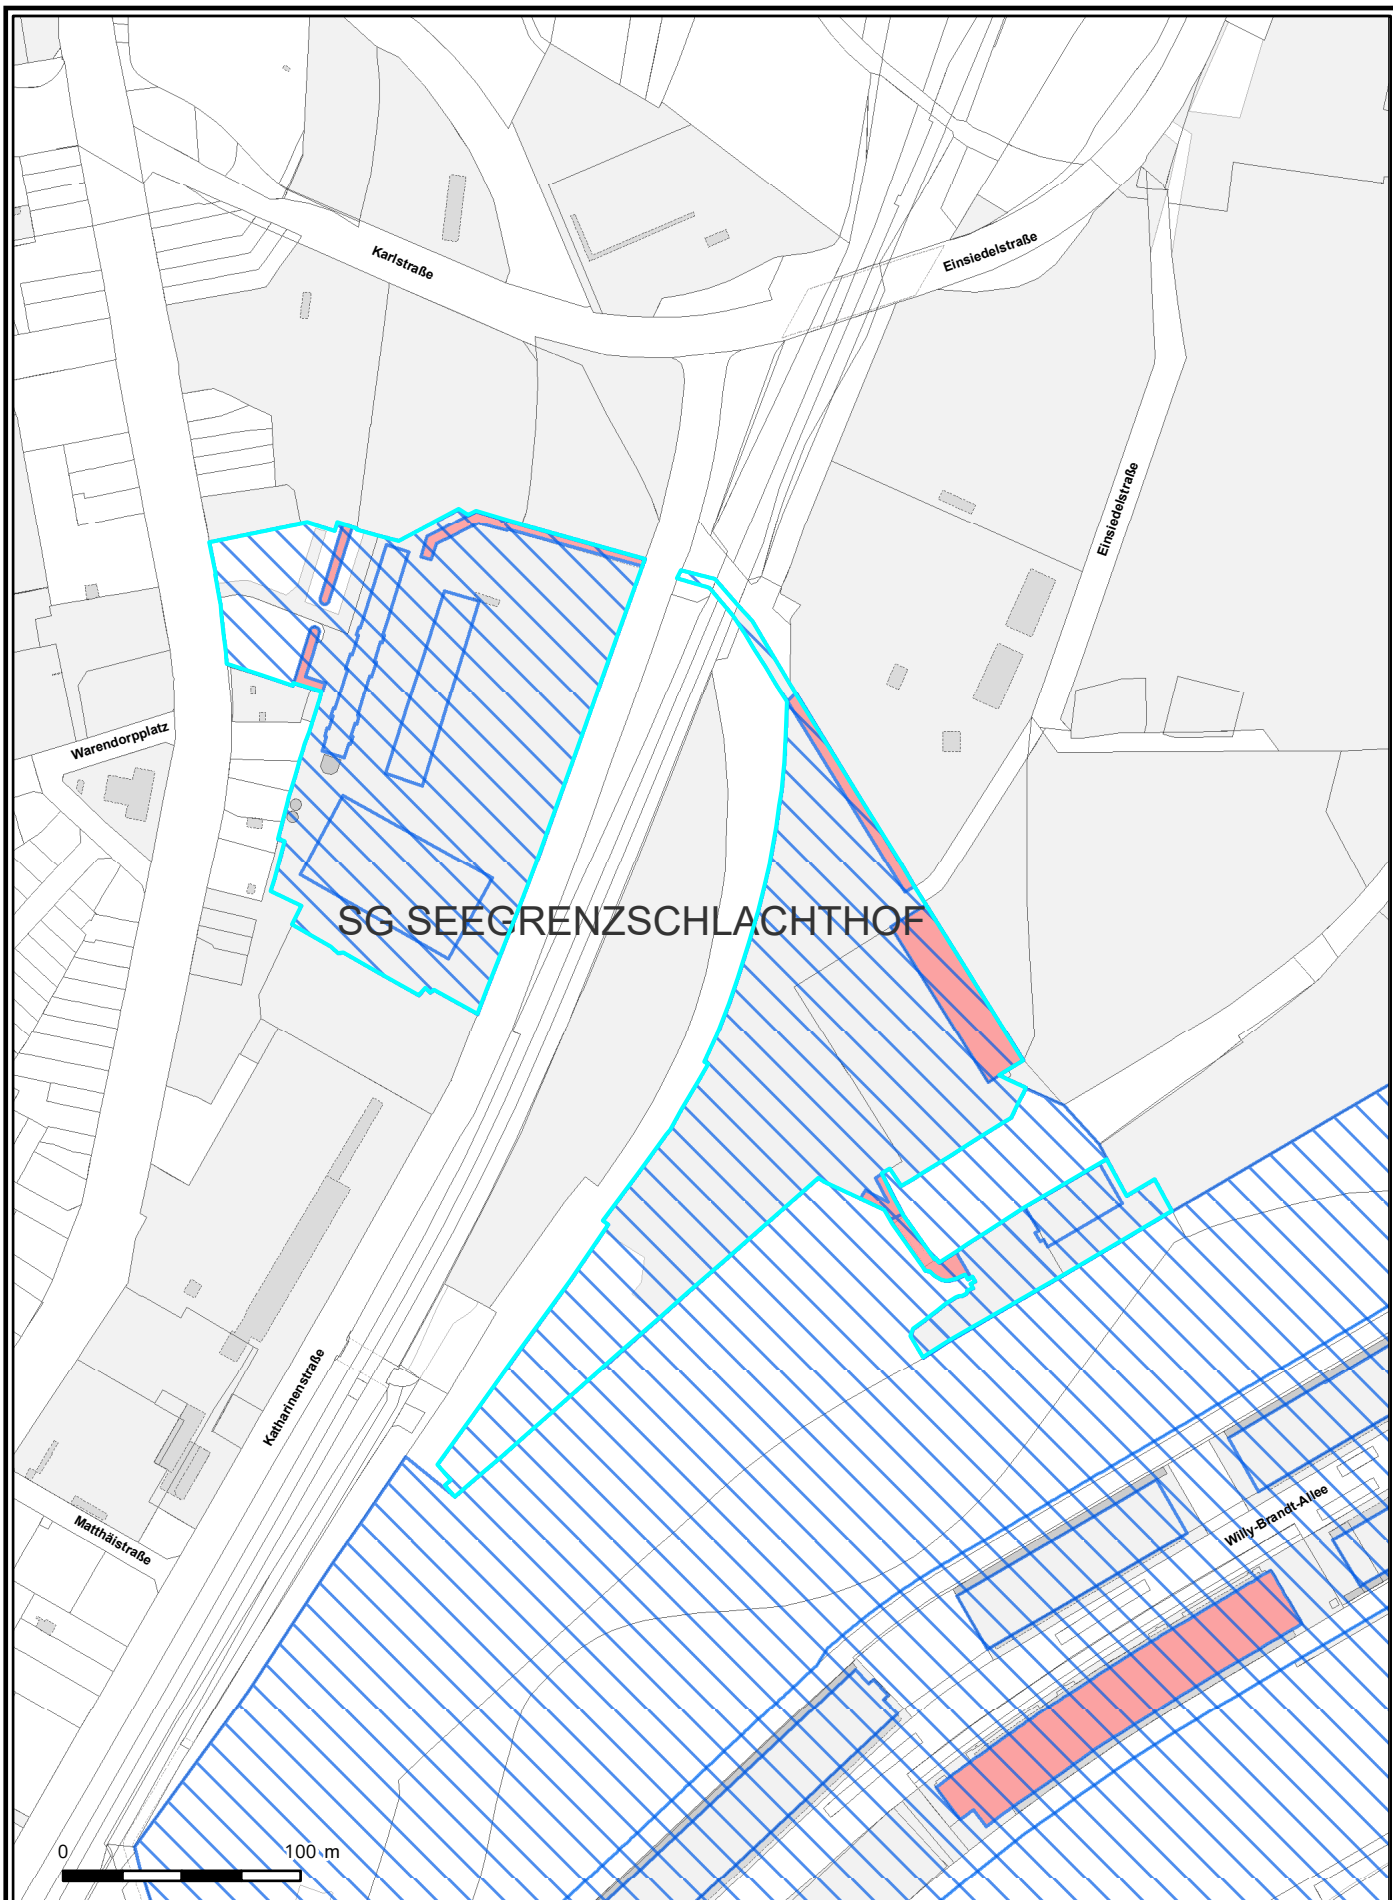 Karlstraße
Einsiedelstraße
Einsiedelstraße
Warendorpplatz
SG SEEGRENZSCHLACHTHOF
Katharinenstraße
Matthäistraße
Willy-Brandt-Allee
0 100 m